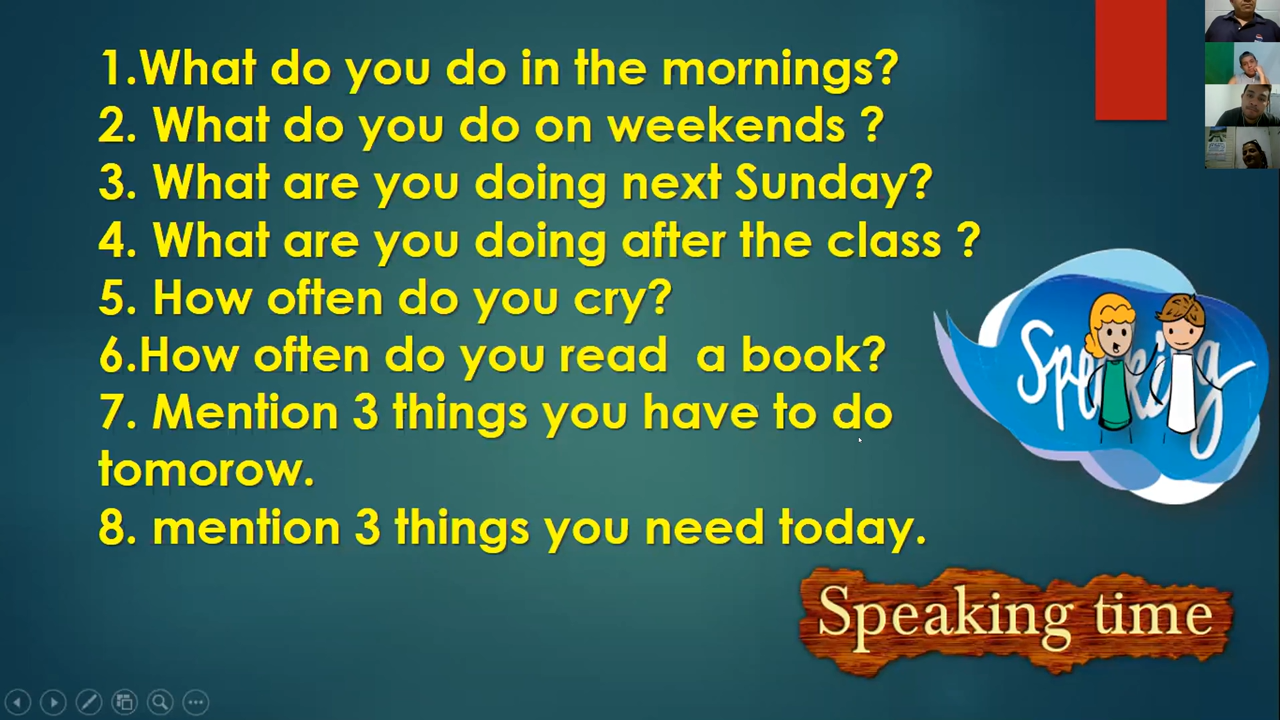 1.What do you do in the mornings?
2. What do you do on weekends ?
3. What are you doing next Sunday?
4. What are you doing after the class ?
5. How often do you cry?
6.How often do you read  a book?
7. Mention 3 things you have to do
tomorow.
8. mention 3 things you need today.
Speaking
Speaking time